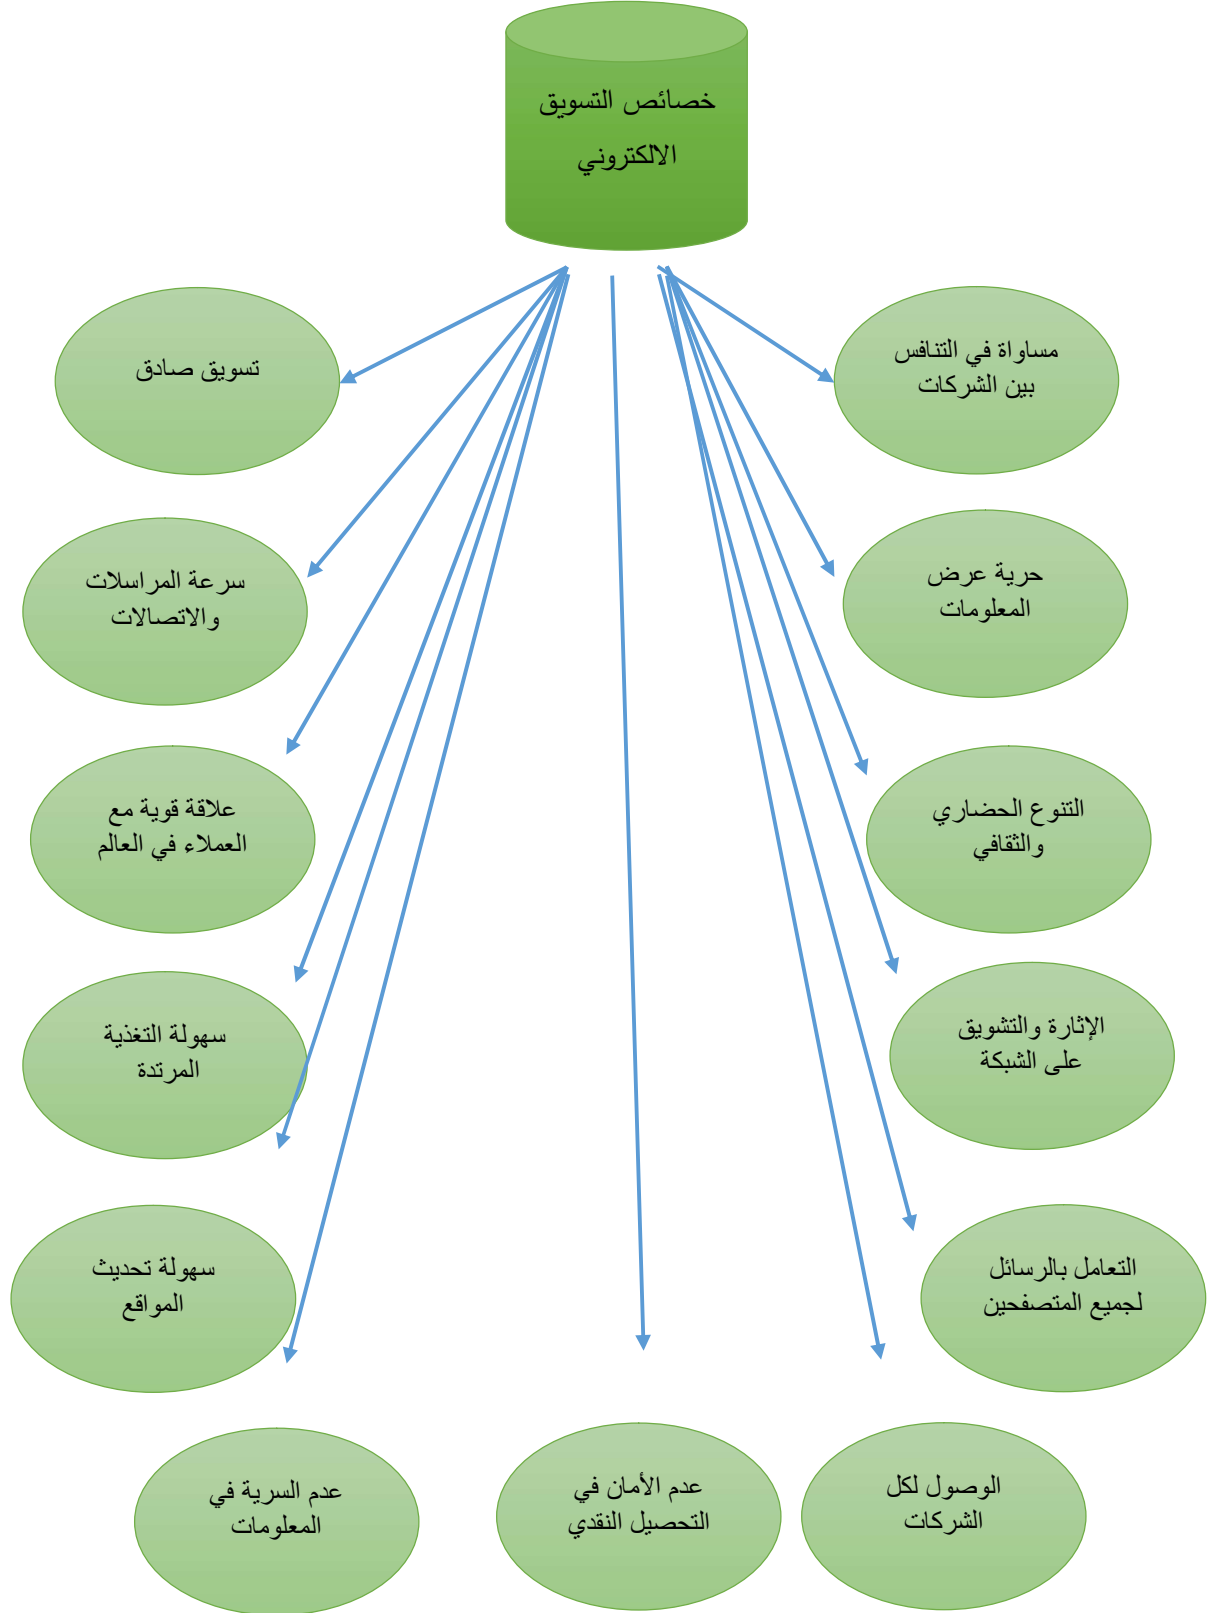 خصائص التسويق
الالكتروني
مساواة في التنافس
بين الشركات
تسويق صادق
حرية عرض
المعلومات
سرعة المراسلات
والاتصالات
التنوع الحضاري
والثقافي
علاقة قوية مع
العملاء في العالم
الإثارة والتشويق
على الشبكة
سهولة التغذية
المرتدة
التعامل بالرسائل
لجميع المتصفحين
سهولة تحديث
المواقع
الوصول لكل
الشركات
عدم الأمان في
التحصيل النقدي
عدم السرية في
المعلومات